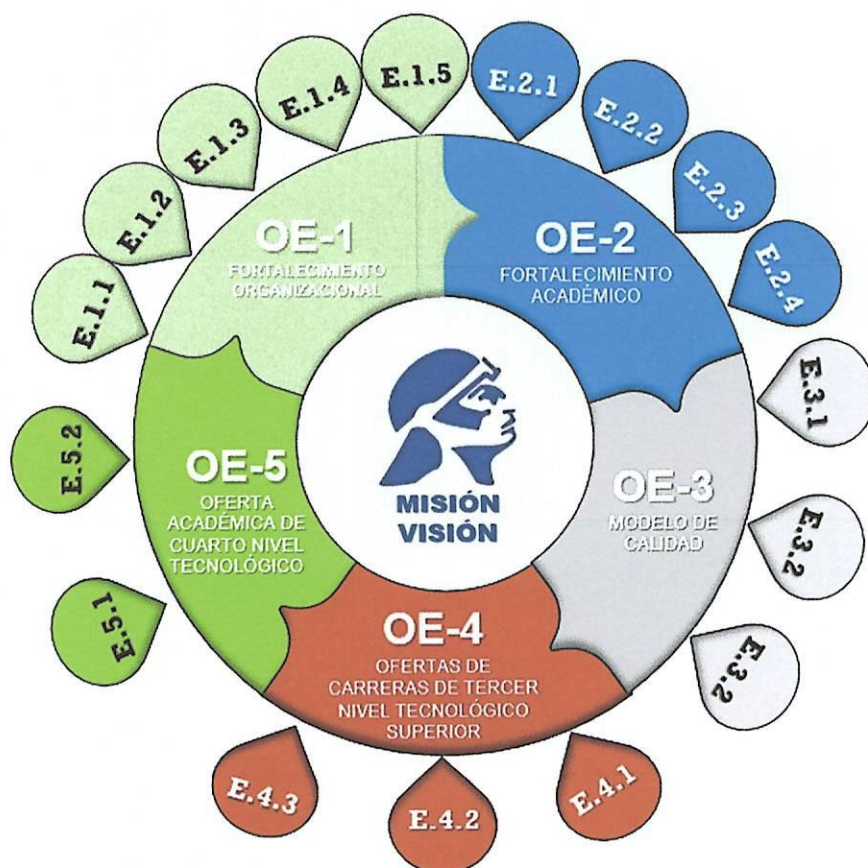 E.1.1
E.1.2
E.1.3
E.1.4
E.1.5
E.2.1
E.2.2
E.2.3
E.2.4
E.3.1
E.3.2
E.3.2
E.4.1
E.4.2
E.4.3
E.5.1
E.5.2
OE-1
FORTALECIMIENTO
ORGANIZACIONAL
OE-2
FORTALECIMIENTO
ACADÉMICO
OE-3
MODELO DE
CALIDAD
OE-4
OFERTAS DE
CARRERAS DE TERCER
NIVEL TECNOLÓGICO
SUPERIOR
OE-5
OFERTA
ACADÉMICA DE
CUARTO NIVEL
TECNOLÓGICO
MISIÓN
VISIÓN